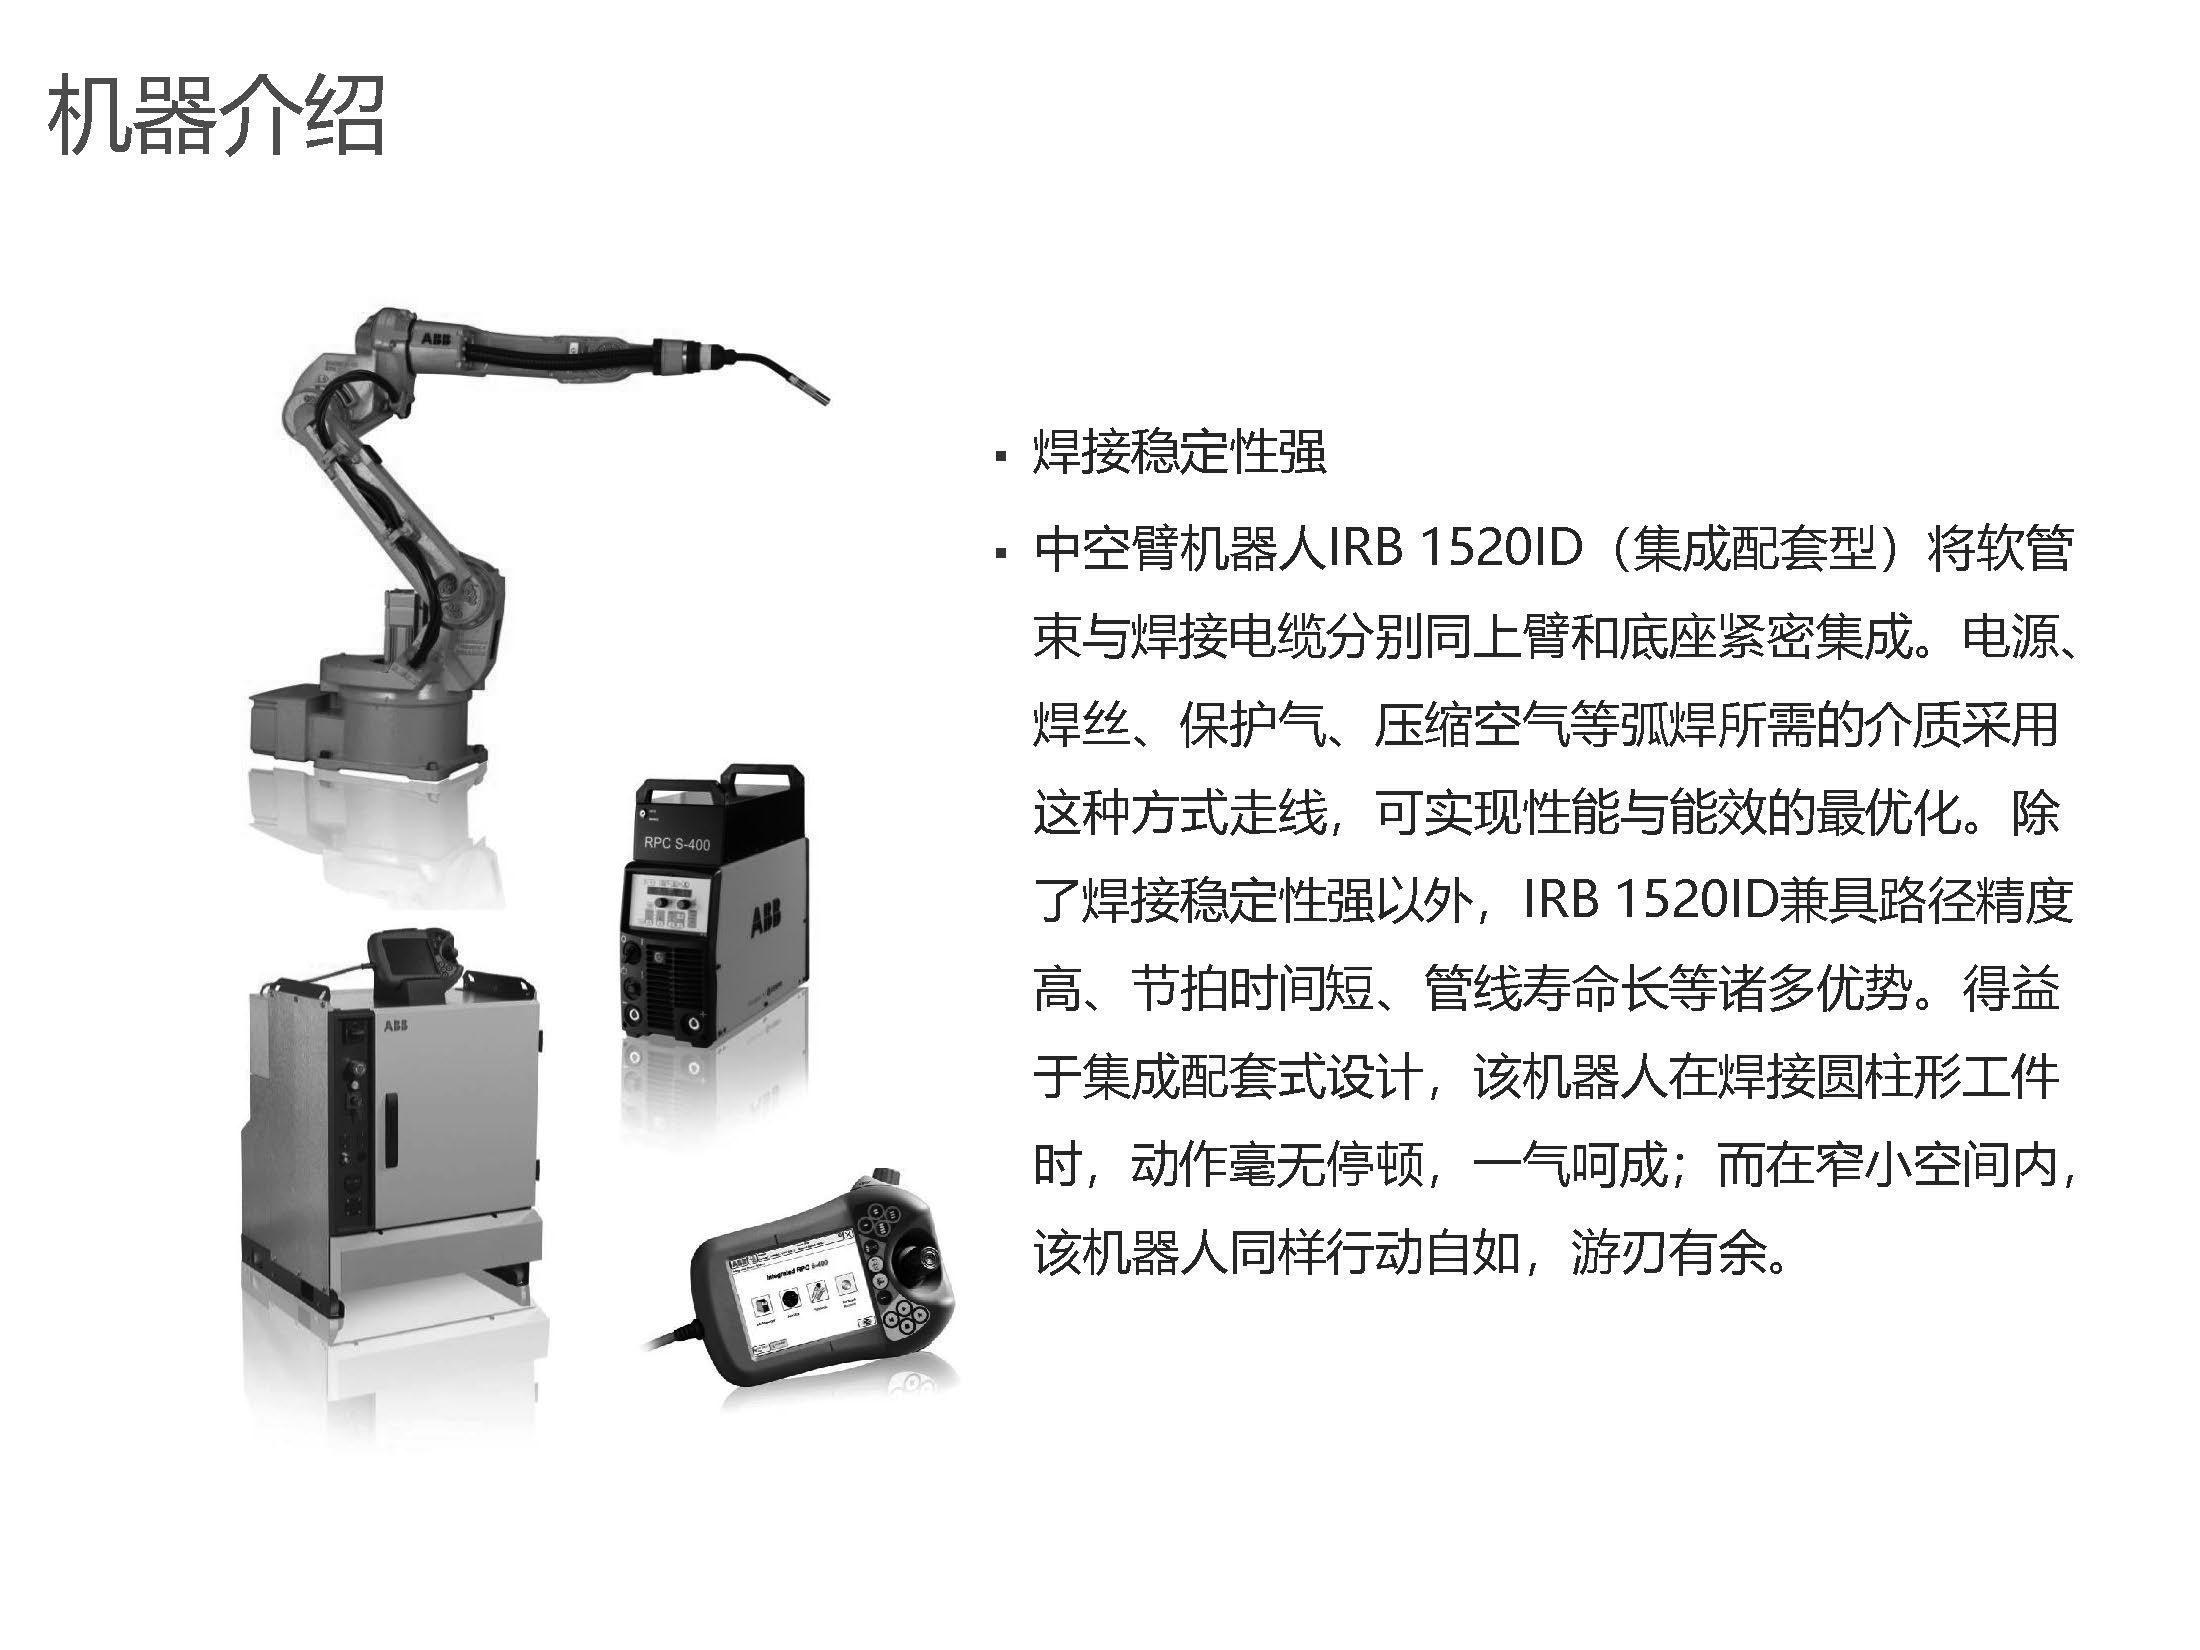 机器介绍
ABB
RPC S-400
ABB
ABB
ABB
Integrated RPC S-400
▪ 焊接稳定性强
▪ 中空臂机器人IRB 1520ID（集成配套型）将软管
束与焊接电缆分别同上臂和底座紧密集成。电源、
焊丝、保护气、压缩空气等弧焊所需的介质采用
这种方式走线，可实现性能与能效的最优化。除
了焊接稳定性强以外，IRB 1520ID兼具路径精度
高、节拍时间短、管线寿命长等诸多优势。得益
于集成配套式设计，该机器人在焊接圆柱形工件
时，动作毫无停顿，一气呵成；而在窄小空间内，
该机器人同样行动自如，游刃有余。